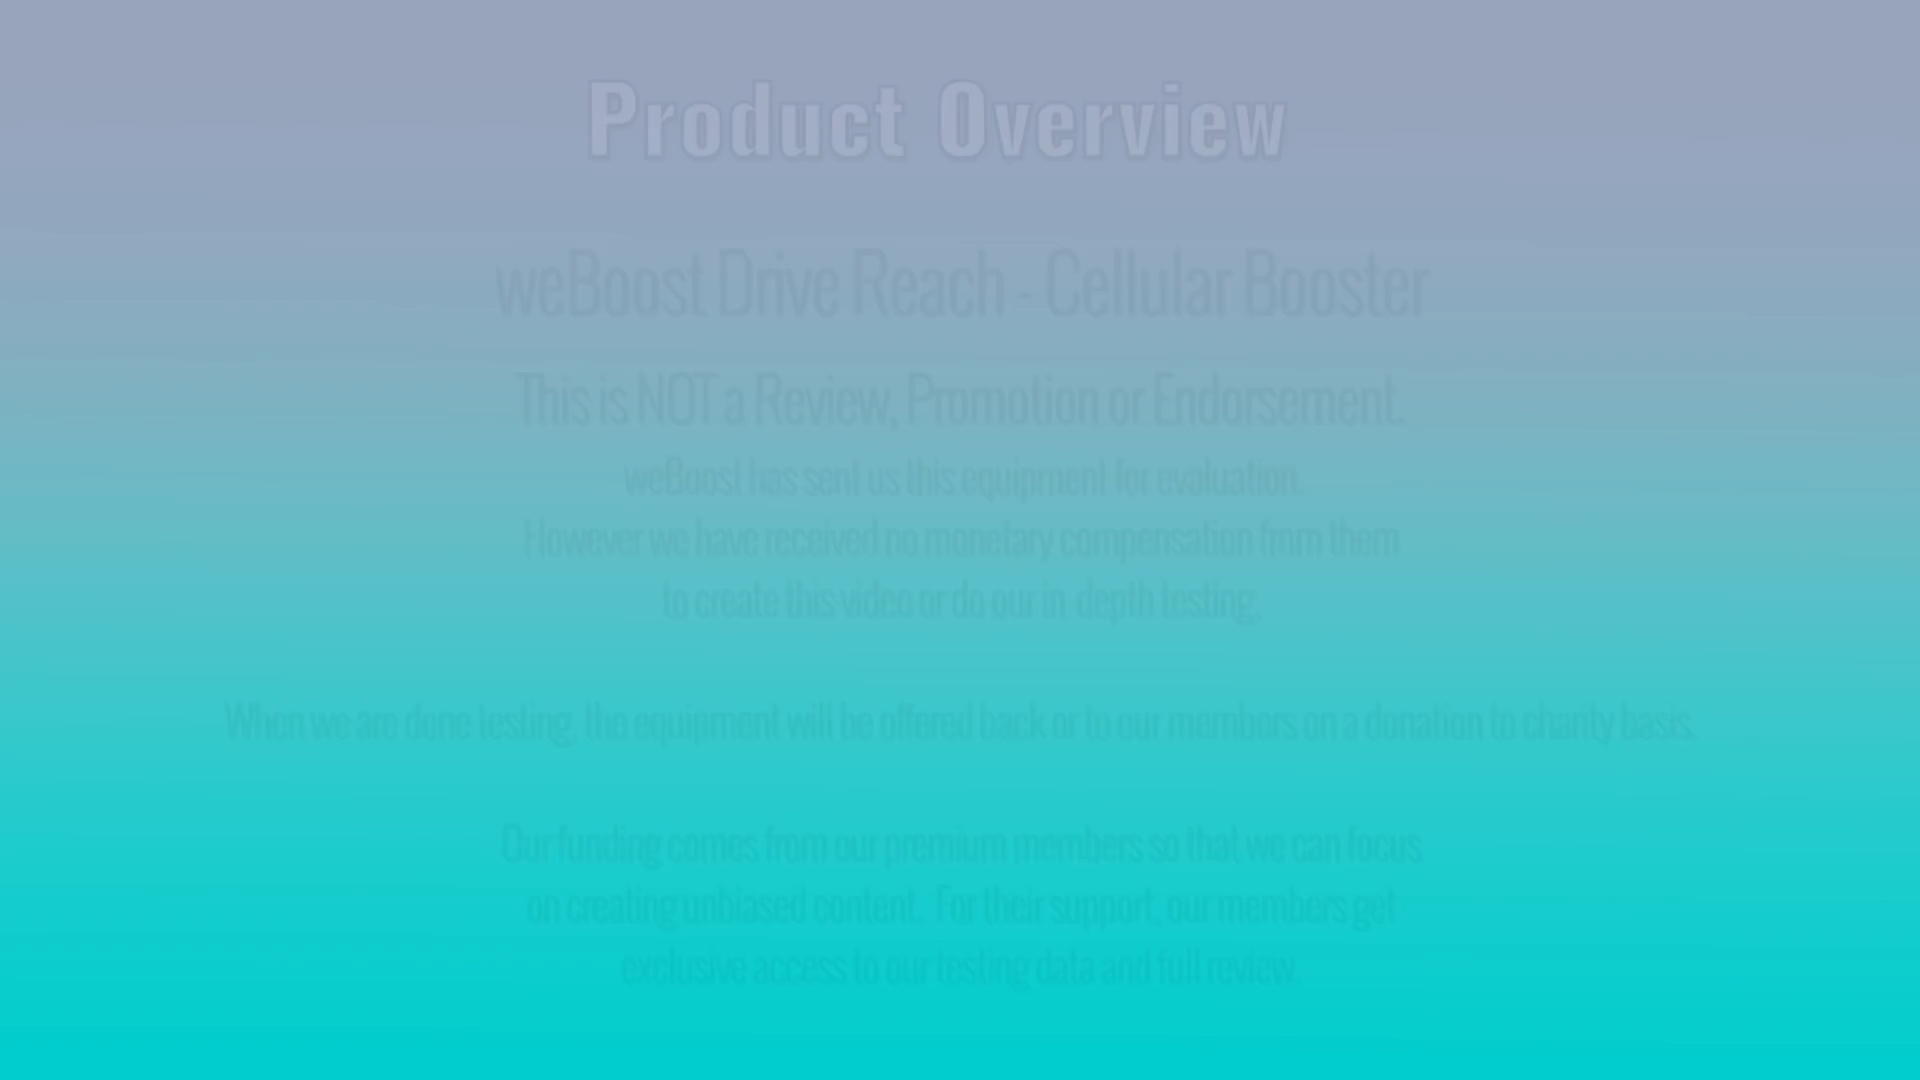 Product Overview
weBoost Drive Reach - Cellular Booster
This is NOT a Review, Promotion or Endorsement.
weBoost has sent us this equipment for evaluation.
However we have received no monetary compensation from them
to create this video or do our in-depth testing.
When we are done testing, the equipment will be offered back or to our members on a donation to charity basis.
Our funding comes from our premium members so that we can focus
on creating unbiased content.  For their support, our members get
exclusive access to our testing data and full review.